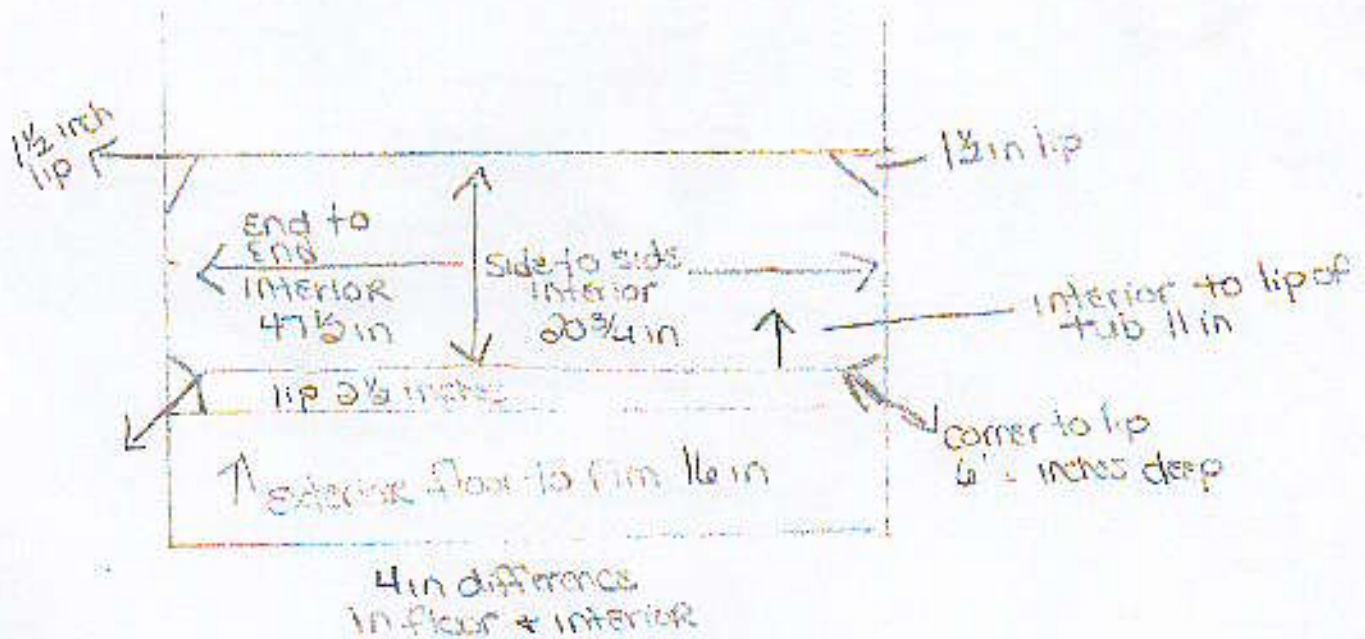 1½ inch
lip
1½ in lip
End to
End
interior
47½ in
Side to side
interior
20¾ in
interior to lip of
tub 11 in
lip 2½ inches
corner to lip
inches deep
exterior floor to rim 16 in
4 in difference
in floor + interior